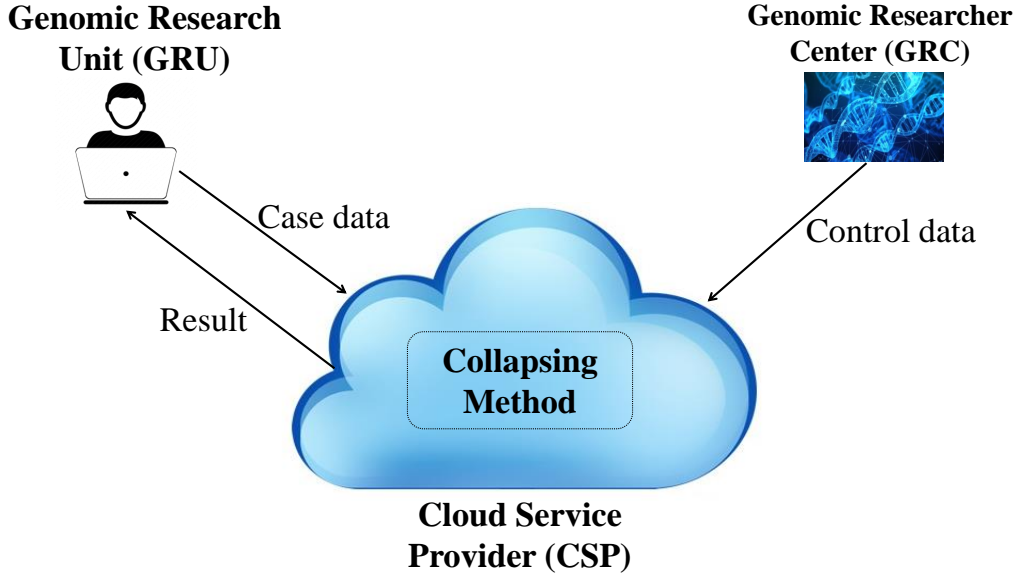 Genomic Research
Unit (GRU)
Genomic Researcher
Center (GRC)
Case data
Control data
Result
Collapsing
Method
Cloud Service
Provider (CSP)